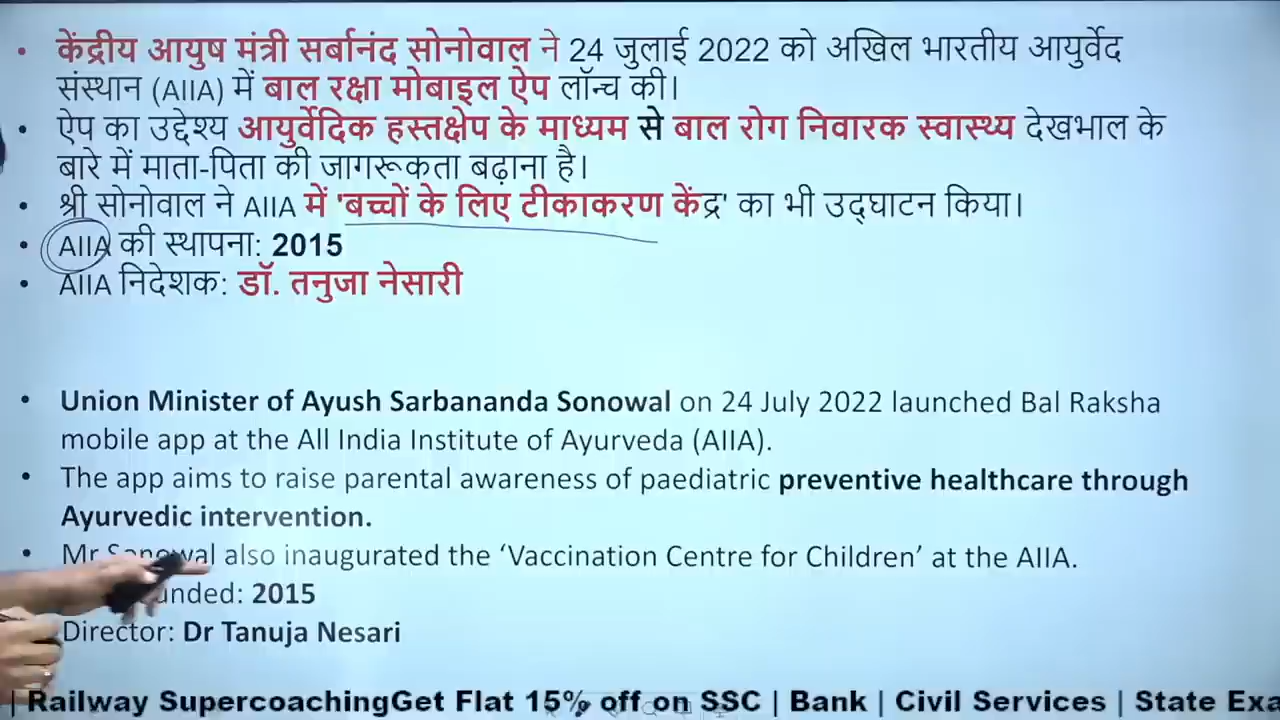 • केंद्रीय आयुष मंत्री सर्बानंद सोनोवाल ने 24 जुलाई 2022 को अखिल भारतीय आयुर्वेद
संस्थान (AIIA) में बाल रक्षा मोबाइल ऐप लॉन्च की।
• ऐप का उद्देश्य आयुर्वेदिक हस्तक्षेप के माध्यम से बाल रोग निवारक स्वास्थ्य देखभाल के
बारे में माता-पिता की जागरूकता बढ़ाना है।
• श्री सोनोवाल ने AIIA में 'बच्चों के लिए टीकाकरण केंद्र' का भी उद्घाटन किया।
• AIIA की स्थापना: 2015
• AIIA निदेशक: डॉ. तनुजा नेसारी
• Union Minister of Ayush Sarbananda Sonowal on 24 July 2022 launched Bal Raksha
mobile app at the All India Institute of Ayurveda (AIIA).
• The app aims to raise parental awareness of paediatric preventive healthcare through
Ayurvedic intervention.
• Mr Sonowal also inaugurated the ‘Vaccination Centre for Children’ at the AIIA.
2015
Director: Dr Tanuja Nesari
| Railway SupercoachingGet Flat 15% off on SSC | Bank | Civil Services | State